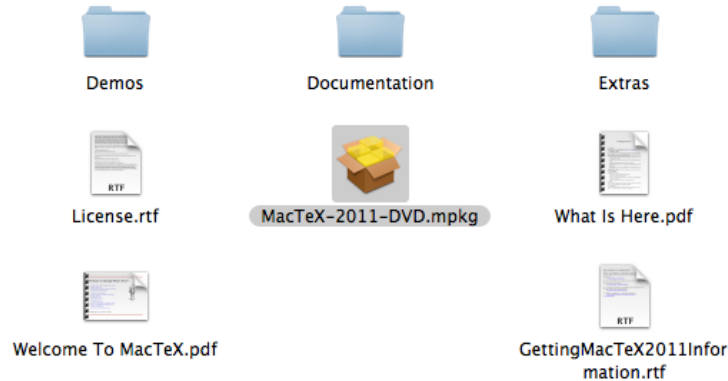 Demos
Documentation
Extras
RTF
License.rtf
MacTeX-2011-DVD.mpkg
What Is Here.pdf
Welcome To MacTeX.pdf
RTF
GettingMacTeX2011Infor
mation.rtf